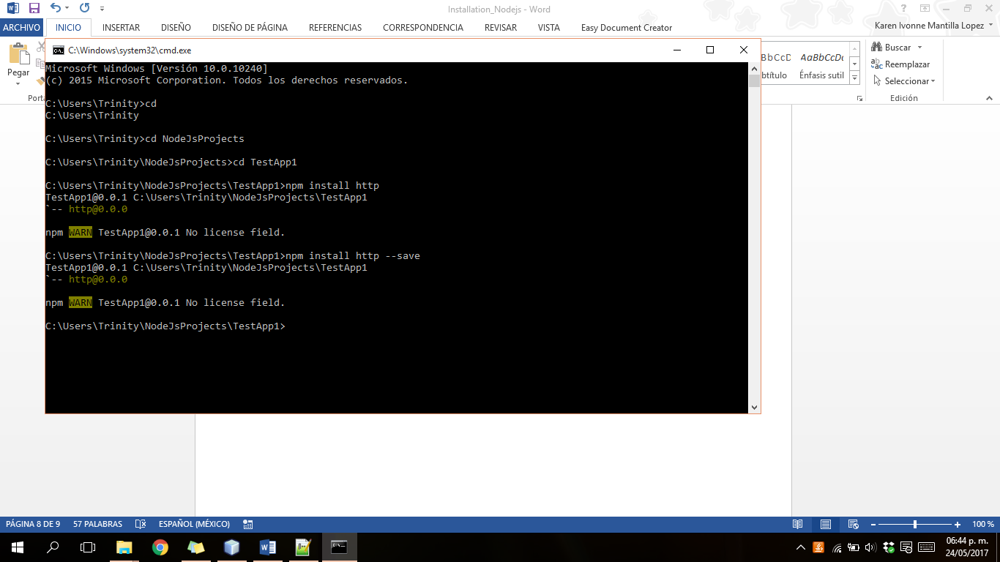 Installation_Nodejs - Word
ARCHIVO INICIO INSERTAR DISEÑO DISEÑO DE PÁGINA REFERENCIAS CORRESPONDENCIA REVISAR VISTA Easy Document Creator Karen Ivonne Mantilla Lopez
C:\Windows\system32\cmd.exe
Pegar
Buscar
Reemplazar
Seleccionar
Edición
AaBbCcDc
Énfasis sutil
Microsoft Windows [Versión 10.0.10240]
(c) 2015 Microsoft Corporation. Todos los derechos reservados.
C:\Users\Trinity>cd
C:\Users\Trinity
C:\Users\Trinity>cd NodeJsProjects
C:\Users\Trinity\NodeJsProjects>cd TestApp1
C:\Users\Trinity\NodeJsProjects\TestApp1>npm install http
TestApp1@0.0.1 C:\Users\Trinity\NodeJsProjects\TestApp1
`-- http@0.0.0
npm WARN TestApp1@0.0.1 No license field.
C:\Users\Trinity\NodeJsProjects\TestApp1>npm install http --save
TestApp1@0.0.1 C:\Users\Trinity\NodeJsProjects\TestApp1
`-- http@0.0.0
npm WARN TestApp1@0.0.1 No license field.
C:\Users\Trinity\NodeJsProjects\TestApp1>
PÁGINA 8 DE 9 57 PALABRAS ESPAÑOL (MÉXICO) 100 %
06:44 p. m.
24/05/2017